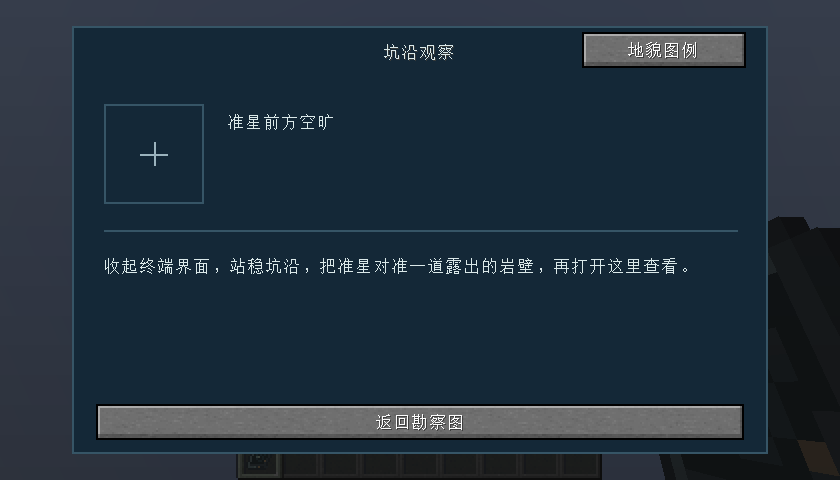 坑沿观察
地貌图例
准星前方空旷
收起终端界面，站稳坑沿，把准星对准一道露出的岩壁，再打开这里查看。
返回勘察图